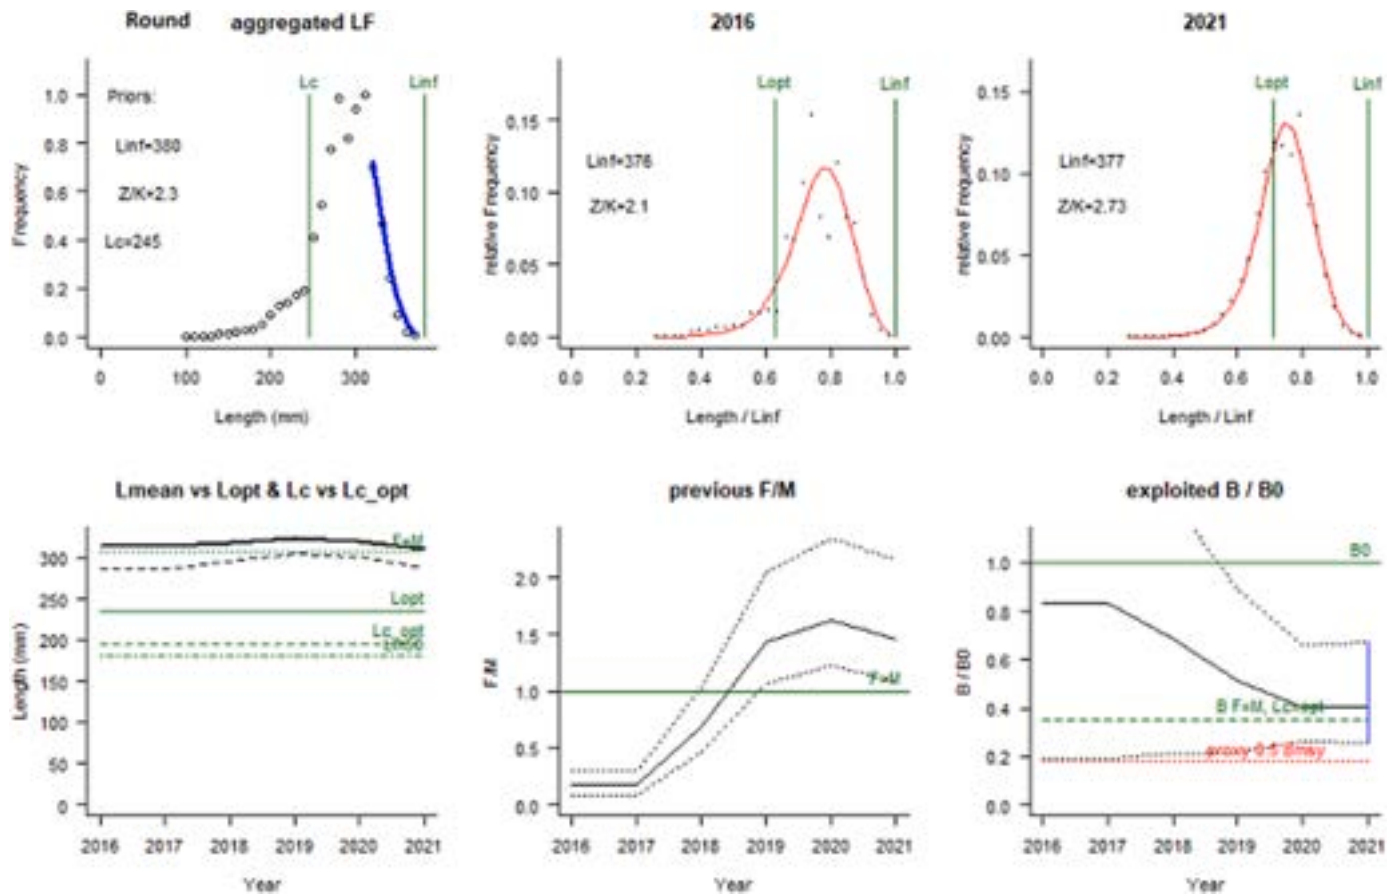 Round aggregated LF
Frequency
1.0
0.8
0.6
0.4
0.2
0.0
Priors:
Linf=380
Z/K=2.3
Lc=245
Lc
Linf
0 100 200 300
Length (mm)
2016
relative Frequency
0.15
0.10
0.05
0.00
Lopt
Linf
Linf=376
Z/K=2.1
0.0 0.2 0.4 0.6 0.8 1.0
Length / Linf
2021
relative Frequency
0.15
0.10
0.05
0.00
Lopt
Linf
Linf=377
Z/K=2.73
0.0 0.2 0.4 0.6 0.8 1.0
Length / Linf
Lmean vs Lopt & Lc vs Lc_opt
Length (mm)
300
250
200
150
100
50
0
F=M
Lopt
Lc_opt
2016 2017 2018 2019 2020 2021
Year
previous F/M
F/M
2.0
1.5
1.0
0.5
0.0
F=M
2016 2017 2018 2019 2020 2021
Year
exploited B / B0
B / B0
1.0
0.8
0.6
0.4
0.2
0.0
B0
B F=M, Lc=opt
proxy 0.5 Bmsy
2016 2017 2018 2019 2020 2021
Year